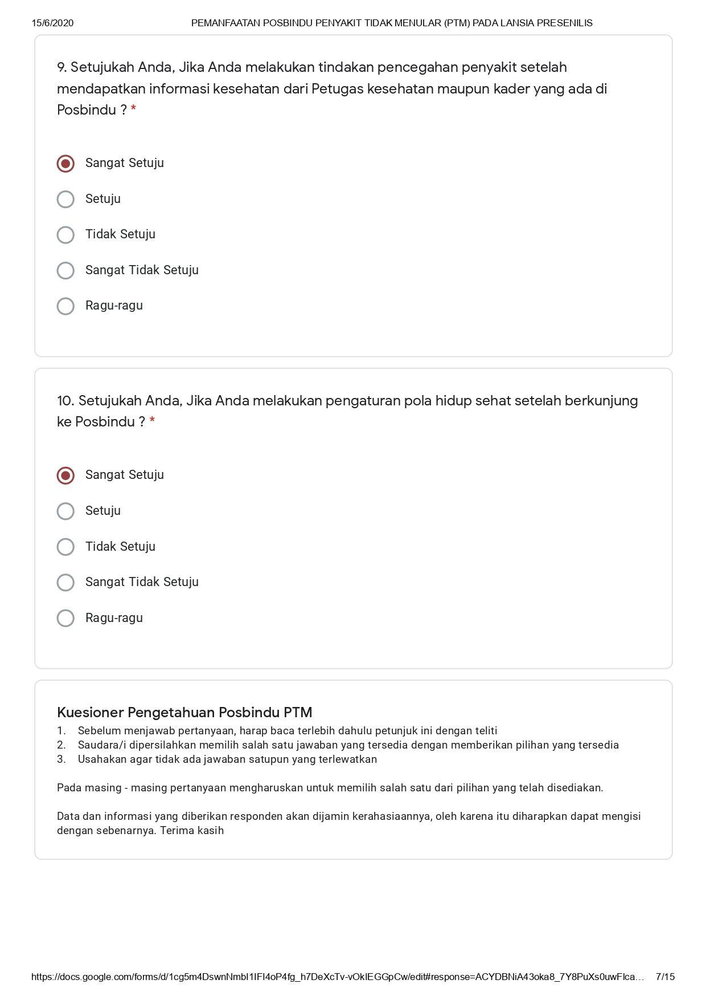 15/6/2020 PEMANFAATAN POSBINDU PENYAKIT TIDAK MENULAR (PTM) PADA LANSIA PRESENILIS
9. Setujukah Anda, Jika Anda melakukan tindakan pencegahan penyakit setelah
mendapatkan informasi kesehatan dari Petugas kesehatan maupun kader yang ada di
Posbindu ? *
Sangat Setuju
Setuju
Tidak Setuju
Sangat Tidak Setuju
Ragu-ragu
10. Setujukah Anda, Jika Anda melakukan pengaturan pola hidup sehat setelah berkunjung
ke Posbindu ? *
Sangat Setuju
Setuju
Tidak Setuju
Sangat Tidak Setuju
Ragu-ragu
Kuesioner Pengetahuan Posbindu PTM
1. Sebelum menjawab pertanyaan, harap baca terlebih dahulu petunjuk ini dengan teliti
2. Saudara/i dipersilahkan memilih salah satu jawaban yang tersedia dengan memberikan pilihan yang tersedia
3. Usahakan agar tidak ada jawaban satupun yang terlewatkan
Pada masing - masing pertanyaan mengharuskan untuk memilih salah satu dari pilihan yang telah disediakan.
Data dan informasi yang diberikan responden akan dijamin kerahasiaannya, oleh karena itu diharapkan dapat mengisi
dengan sebenarnya. Terima kasih
https://docs.google.com/forms/d/1cg5m4DswnNmbI1IFI4oP4fg_h7DeXcTv-vOkIEGGpCw/edit#response=ACYDBNiA43oka8_7Y8PuXs0uwFIca… 7/15